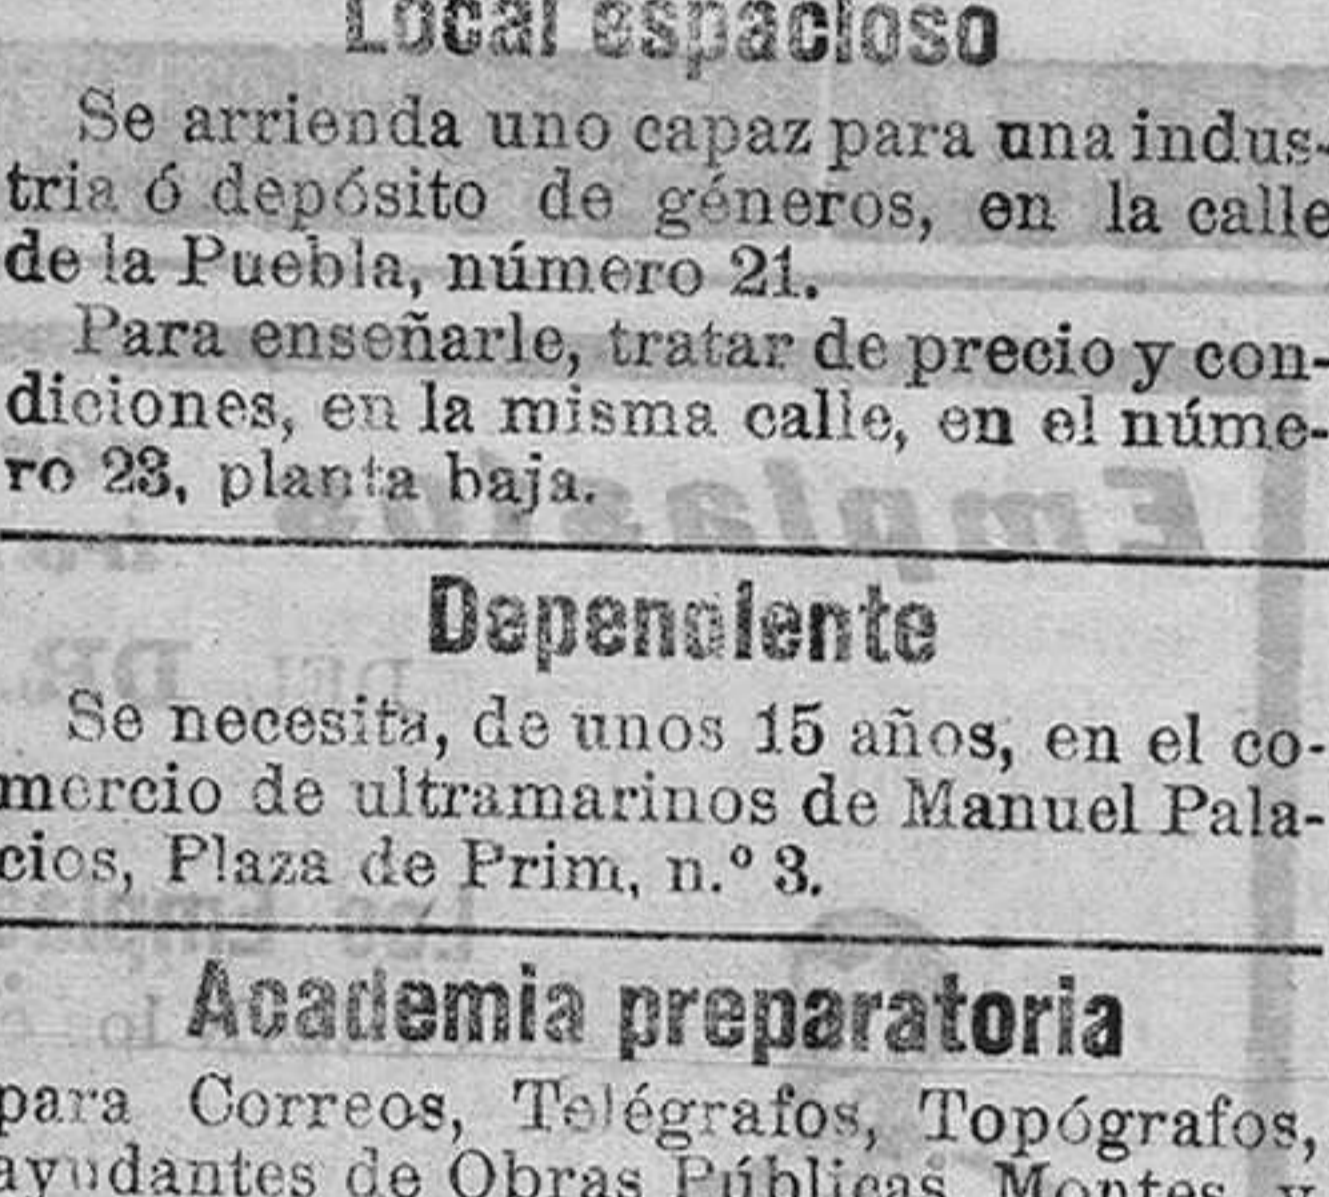 Local espacioso
Se arrienda uno capaz para una indus-
tria ó depósito de géneros, en la calle
de la Puebla, número 21.
Para enseñarle, tratar de precio y con-
diciones, en la misma calle, en el núme-
ro 23, planta baja.
Dependiente
Se necesita, de unos 15 años, en el co-
mercio de ultramarinos de Manuel Pala-
cios, Plaza de Prim, n.º 3.
Academia preparatoria
para Correos, Telégrafos, Topógrafos,
ayudantes de Obras Públicas, Montes y